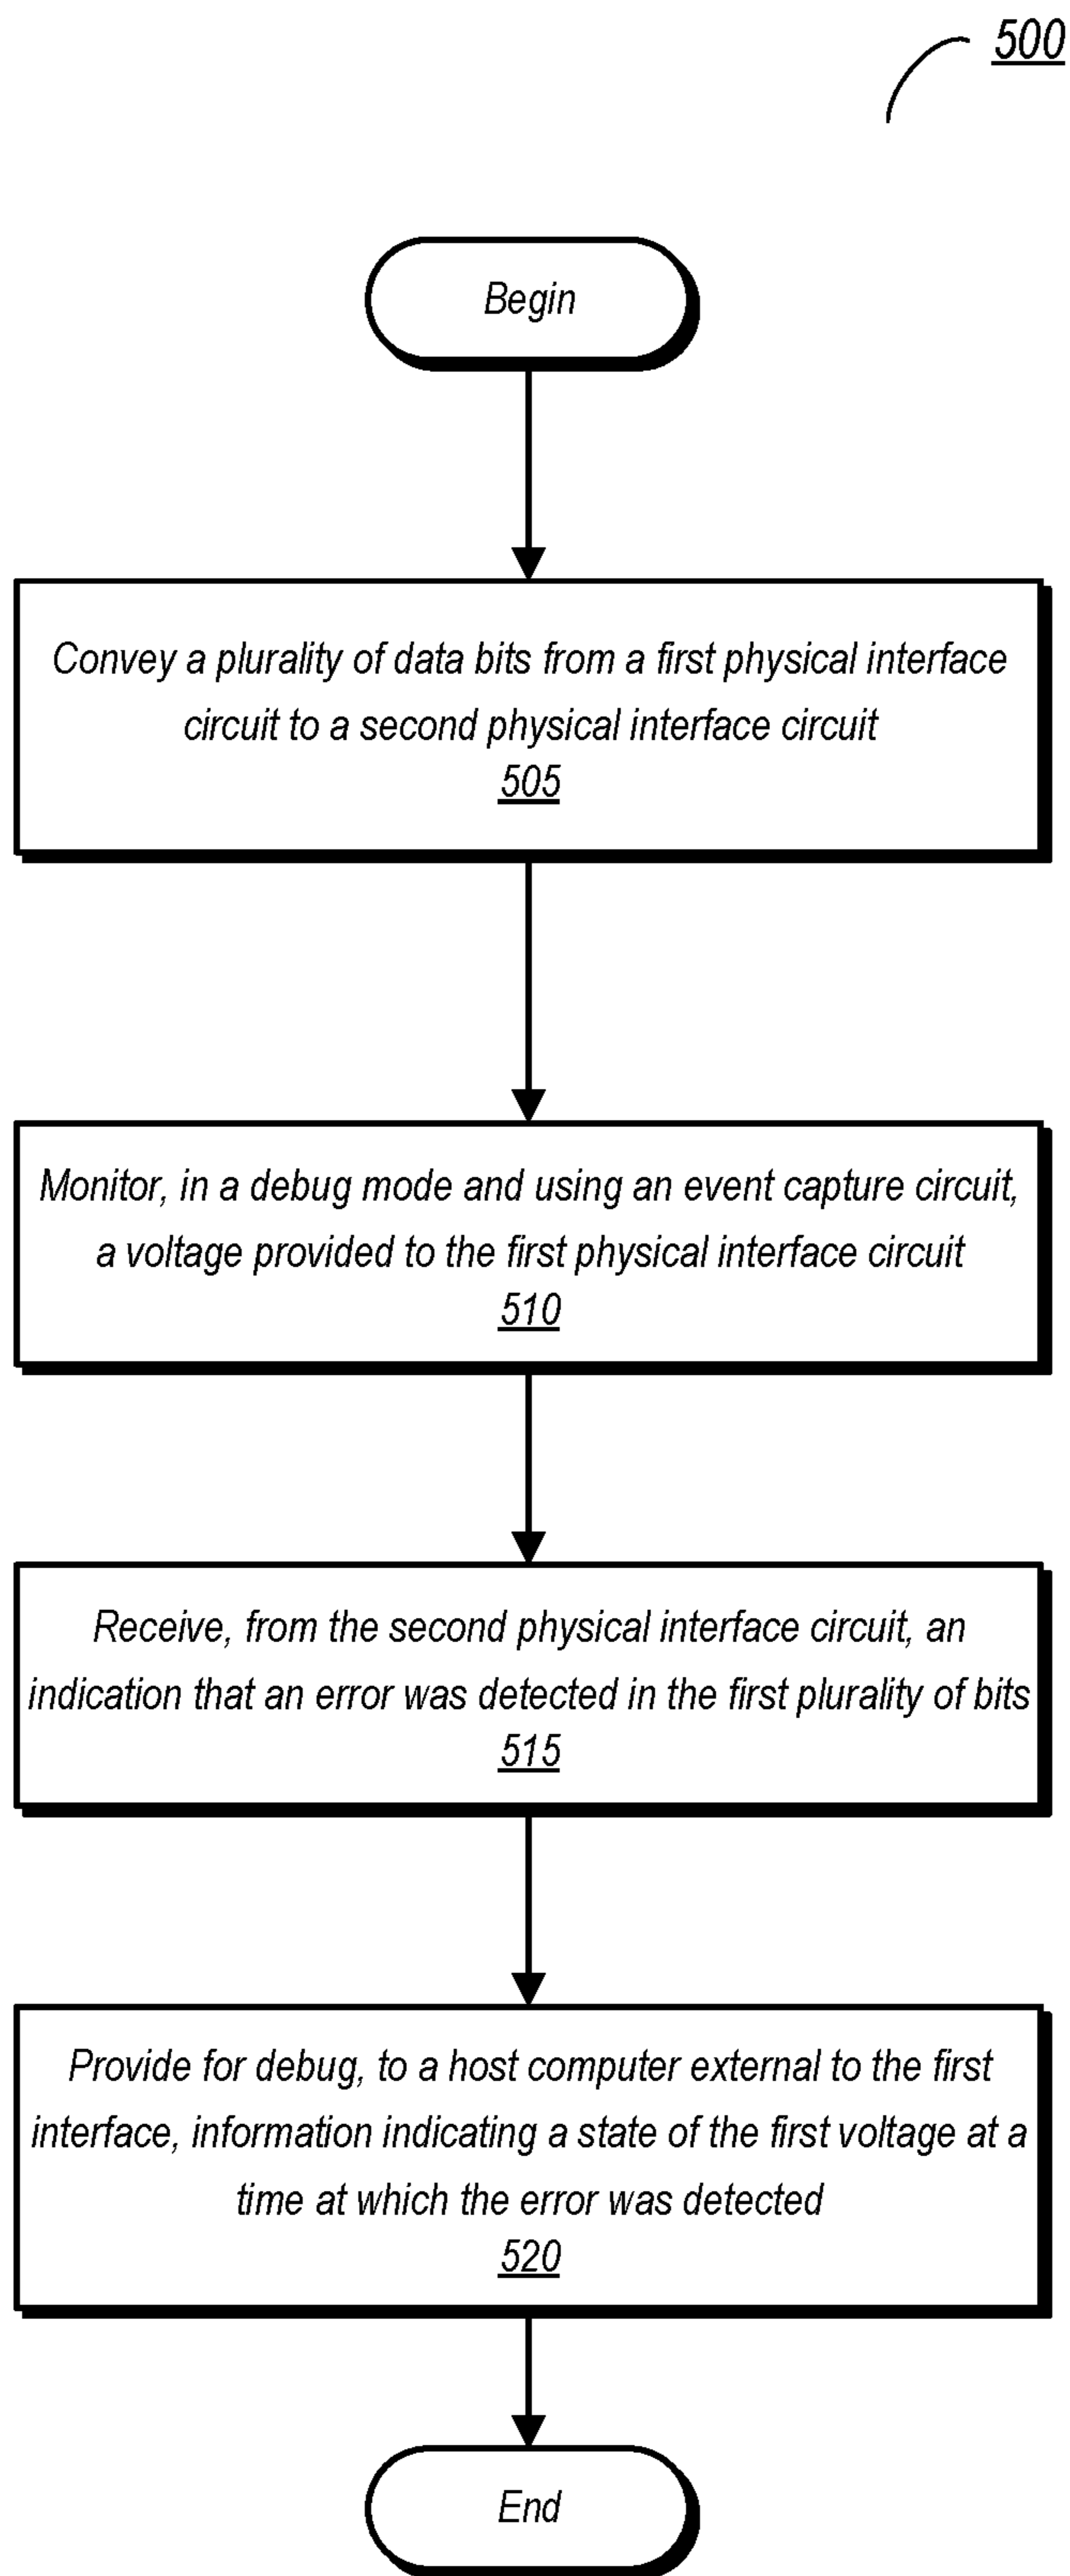 500
Begin
Convey a plurality of data bits from a first physical interface
circuit to a second physical interface circuit
505
Monitor, in a debug mode and using an event capture circuit,
a voltage provided to the first physical interface circuit
510
Receive, from the second physical interface circuit, an
indication that an error was detected in the first plurality of bits
515
Provide for debug, to a host computer external to the first
interface, information indicating a state of the first voltage at a
time at which the error was detected
520
End